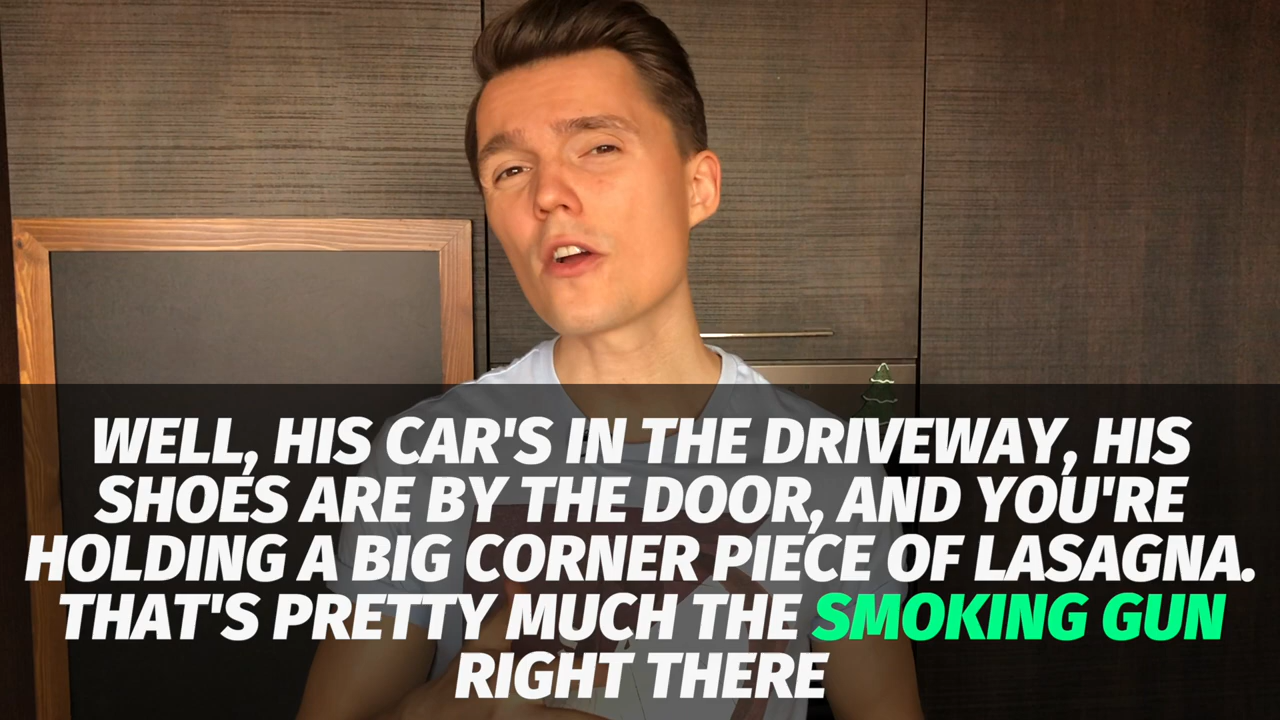 WELL, HIS CAR'S IN THE DRIVEWAY, HIS
SHOES ARE BY THE DOOR, AND YOU'RE
HOLDING A BIG CORNER PIECE OF LASAGNA.
THAT'S PRETTY MUCH THE SMOKING GUN
RIGHT THERE